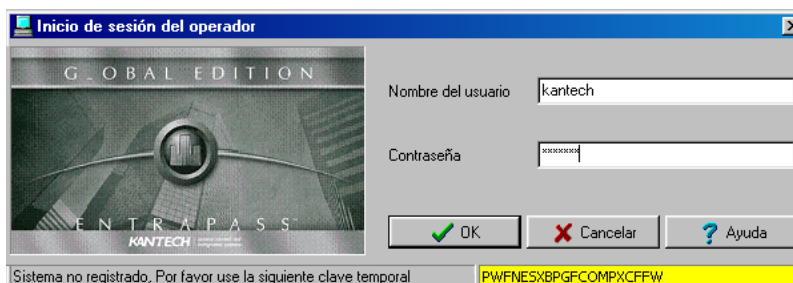 Inicio de sesión del operador
GLOBAL EDITION
Nombre del usuario
kantech
Contraseña
xxxxxxx
ENTRAPASS
KANTECH
OK
Cancelar
Ayuda
Sistema no registrado, Por favor use la siguiente clave temporal
PWFNESXBPGFCOMPXCFFW